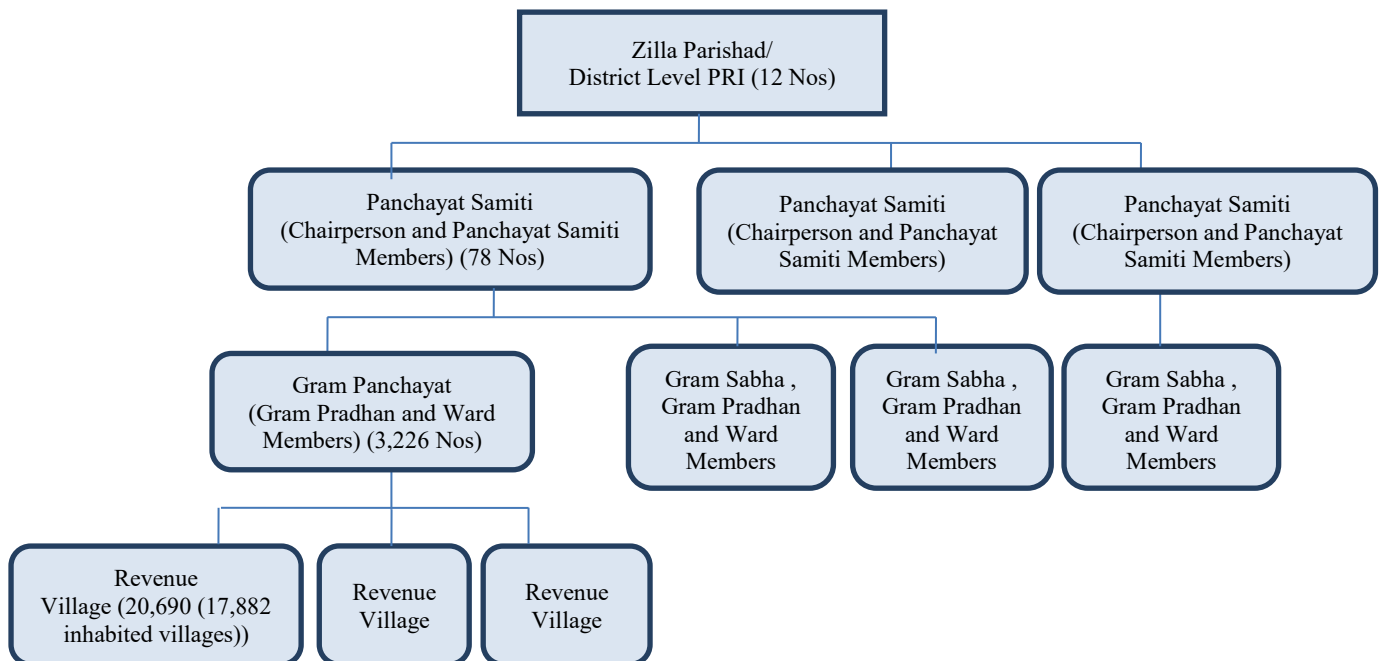 Zilla Parishad/
District Level PRI (12 Nos)
Panchayat Samiti
(Chairperson and Panchayat Samiti
Members) (78 Nos)
Panchayat Samiti
(Chairperson and Panchayat
Samiti Members)
Panchayat Samiti
(Chairperson and Panchayat
Samiti Members)
Gram Panchayat
(Gram Pradhan and Ward
Members) (3,226 Nos)
Gram Sabha ,
Gram Pradhan
and Ward
Members
Gram Sabha ,
Gram Pradhan
and Ward
Members
Gram Sabha ,
Gram Pradhan
and Ward
Members
Revenue
Village (20,690 (17,882
inhabited villages))
Revenue
Village
Revenue
Village